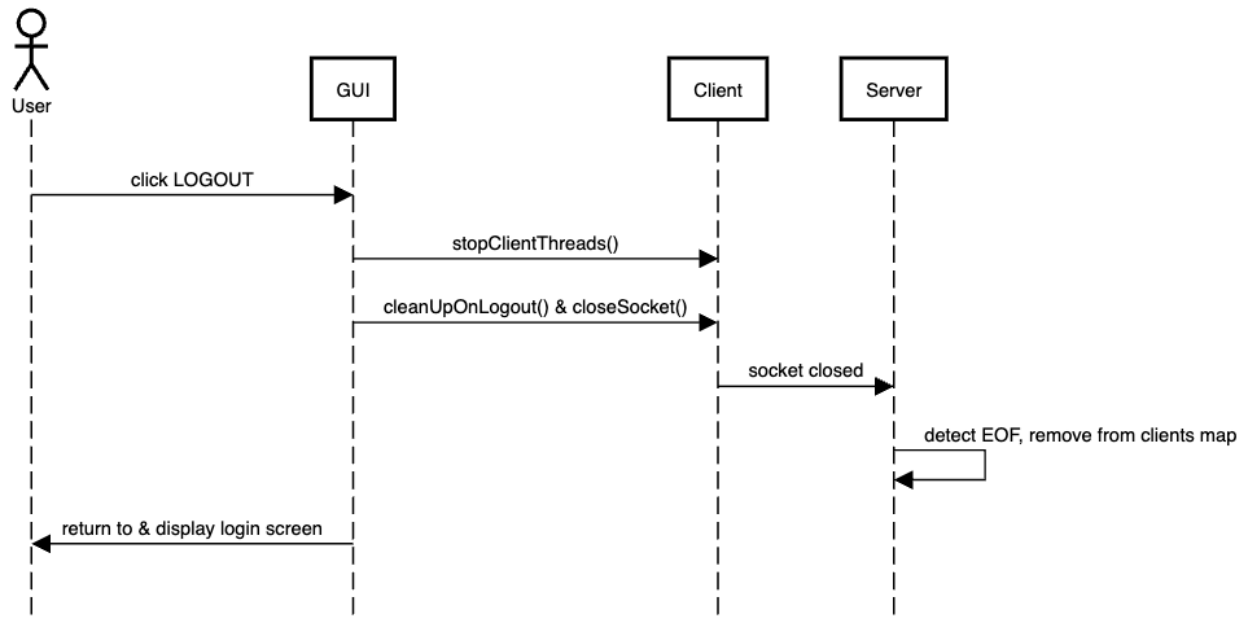 User
GUI
Client
Server
click LOGOUT
stopClientThreads()
cleanUpOnLogout() & closeSocket()
socket closed
detect EOF, remove from clients map
return to & display login screen